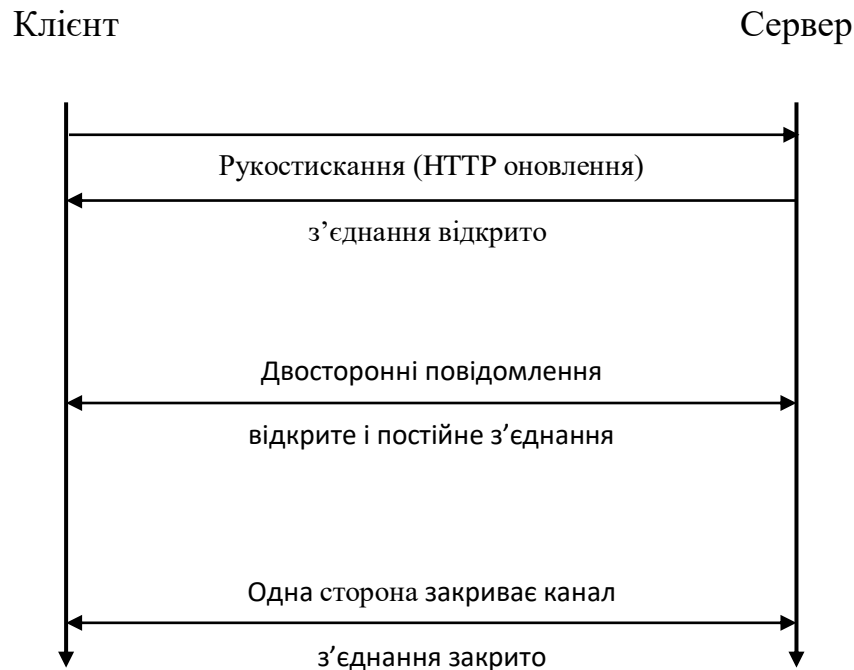 Клієнт
Сервер
Рукостискання (HTTP оновлення)
з’єднання відкрито
Двосторонні повідомлення
відкрите і постійне з’єднання
Одна сторона закриває канал
з’єднання закрито